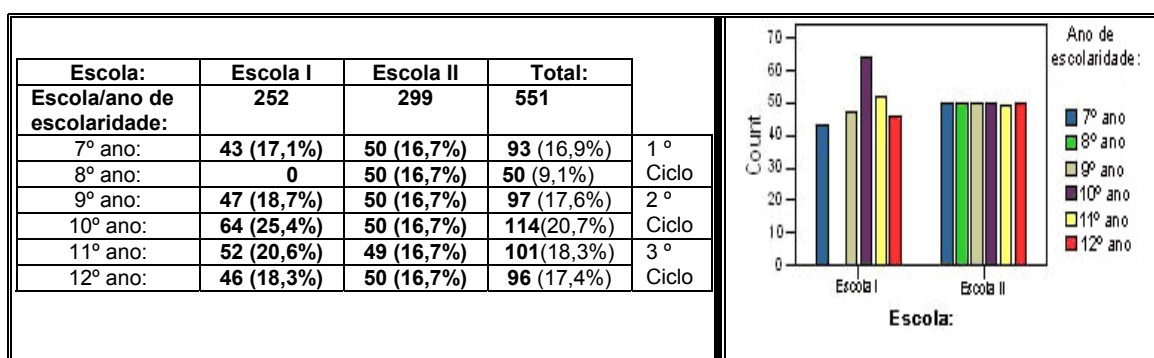 Escola: Escola I Escola II Total:
Escola/ano de escolaridade: 252 299 551
7º ano: 43 (17,1%) 50 (16,7%) 93 (16,9%) 1 º
8º ano: 0 50 (16,7%) 50 (9,1%) Ciclo
9º ano: 47 (18,7%) 50 (16,7%) 97 (17,6%) 2 º
10º ano: 64 (25,4%) 50 (16,7%) 114(20,7%) Ciclo
11º ano: 52 (20,6%) 49 (16,7%) 101(18,3%) 3 º
12º ano: 46 (18,3%) 50 (16,7%) 96 (17,4%) Ciclo
Count
70
60
50
40
30
20
10
0
Escola I Escola II
Escola:
Ano de
escolaridade:
7º ano
8º ano
9º ano
10º ano
11º ano
12º ano